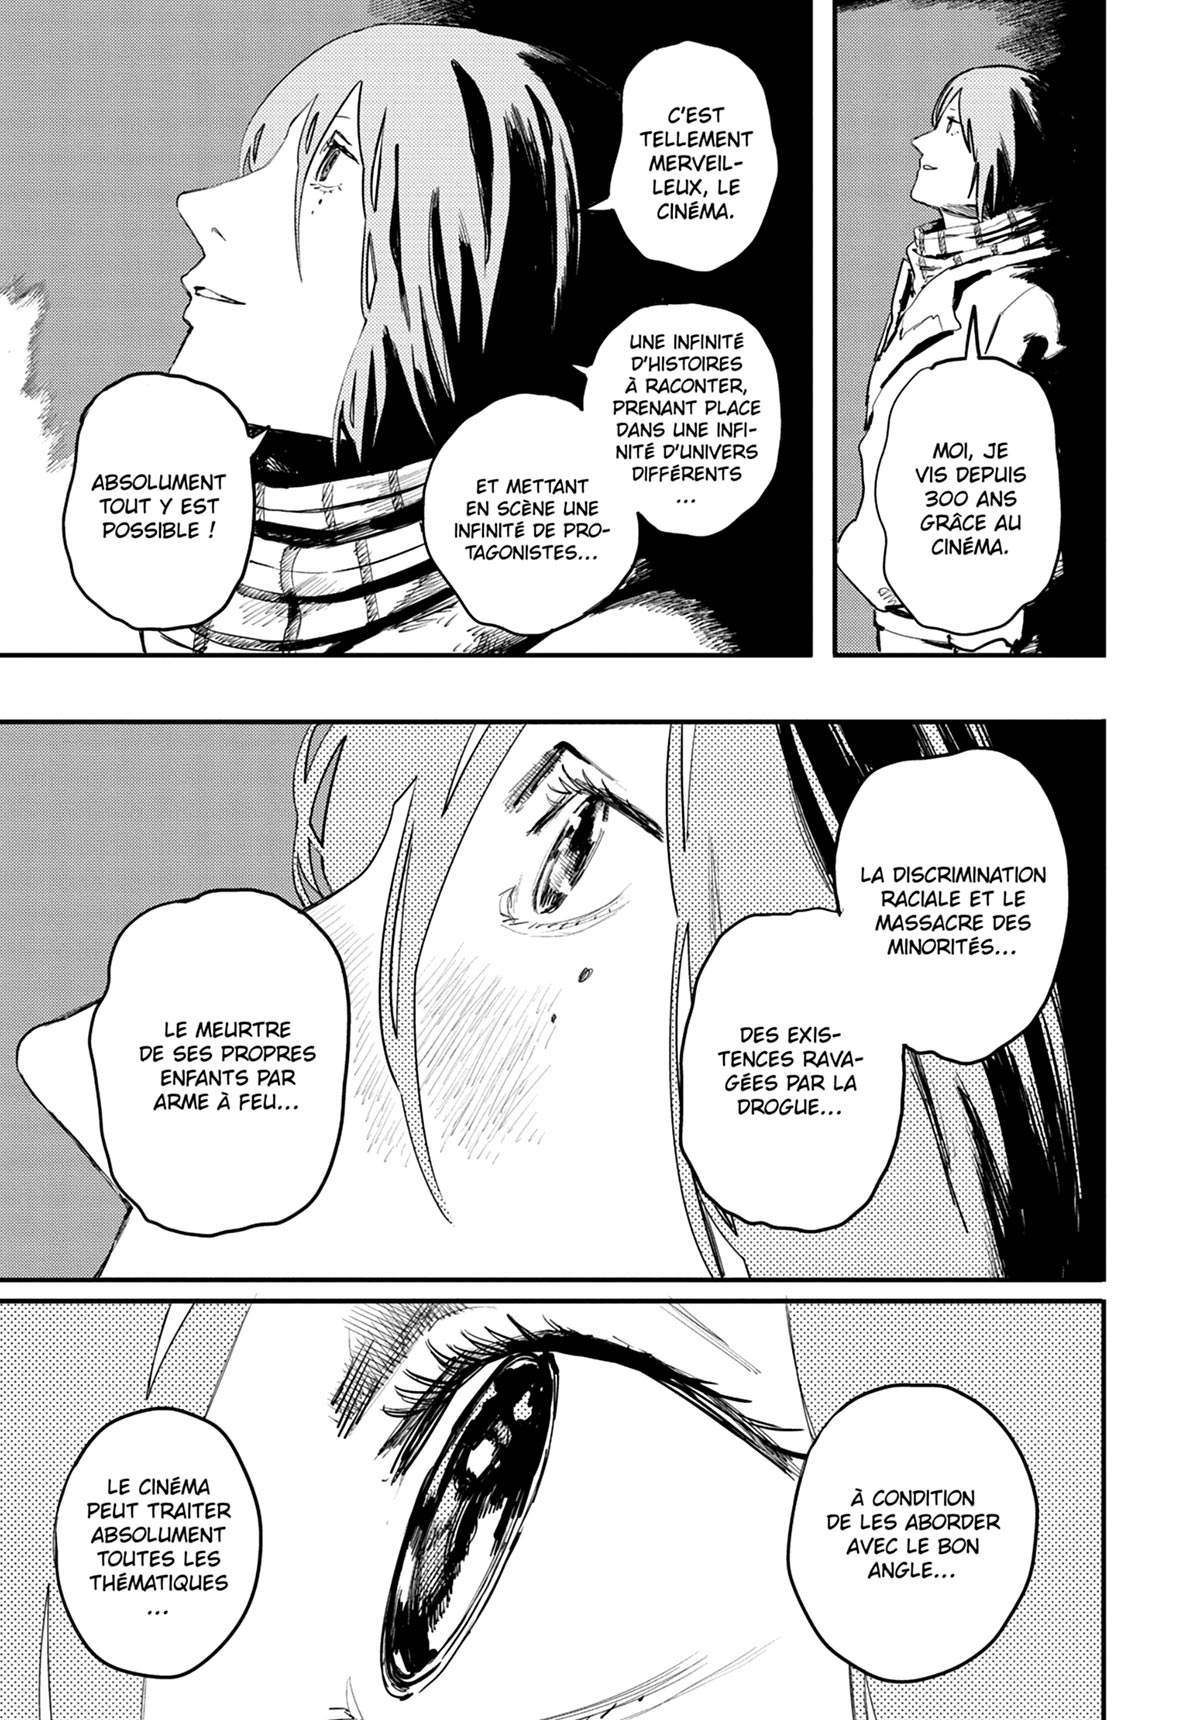 MOI, JE
VIS DEPUIS
300 ANS
GRÂCE AU
CINÉMA.
C'EST
TELLEMENT
MERVEIL-
LEUX, LE
CINÉMA.
UNE INFINITÉ
D'HISTOIRES
À RACONTER,
PRENANT PLACE
DANS UNE INFI-
NITÉ D'UNIVERS
DIFFÉRENTS
...
ET METTANT
EN SCÈNE UNE
INFINITÉ DE PRO-
TAGONISTES...
ABSOLUMENT
TOUT Y EST
POSSIBLE !
LA DISCRIMINATION
RACIALE ET LE
MASSACRE DES
MINORITÉS...
DES EXIS-
TENCES RAVA-
GÉES PAR LA
DROGUE...
LE MEURTRE
DE SES PROPRES
ENFANTS PAR
ARME À FEU...
À CONDITION
DE LES ABORDER
AVEC LE BON
ANGLE...
LE CINÉMA
PEUT TRAITER
ABSOLUMENT
TOUTES LES
THÉMATIQUES
...